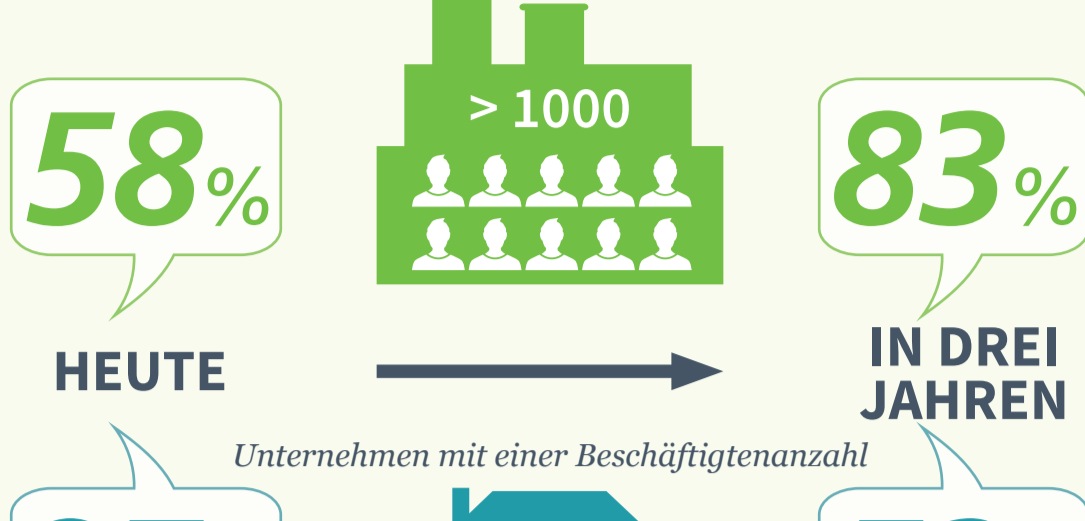 58%
> 1000
83%
HEUTE
IN DREI
JAHREN
Unternehmen mit einer Beschäftigtenanzahl